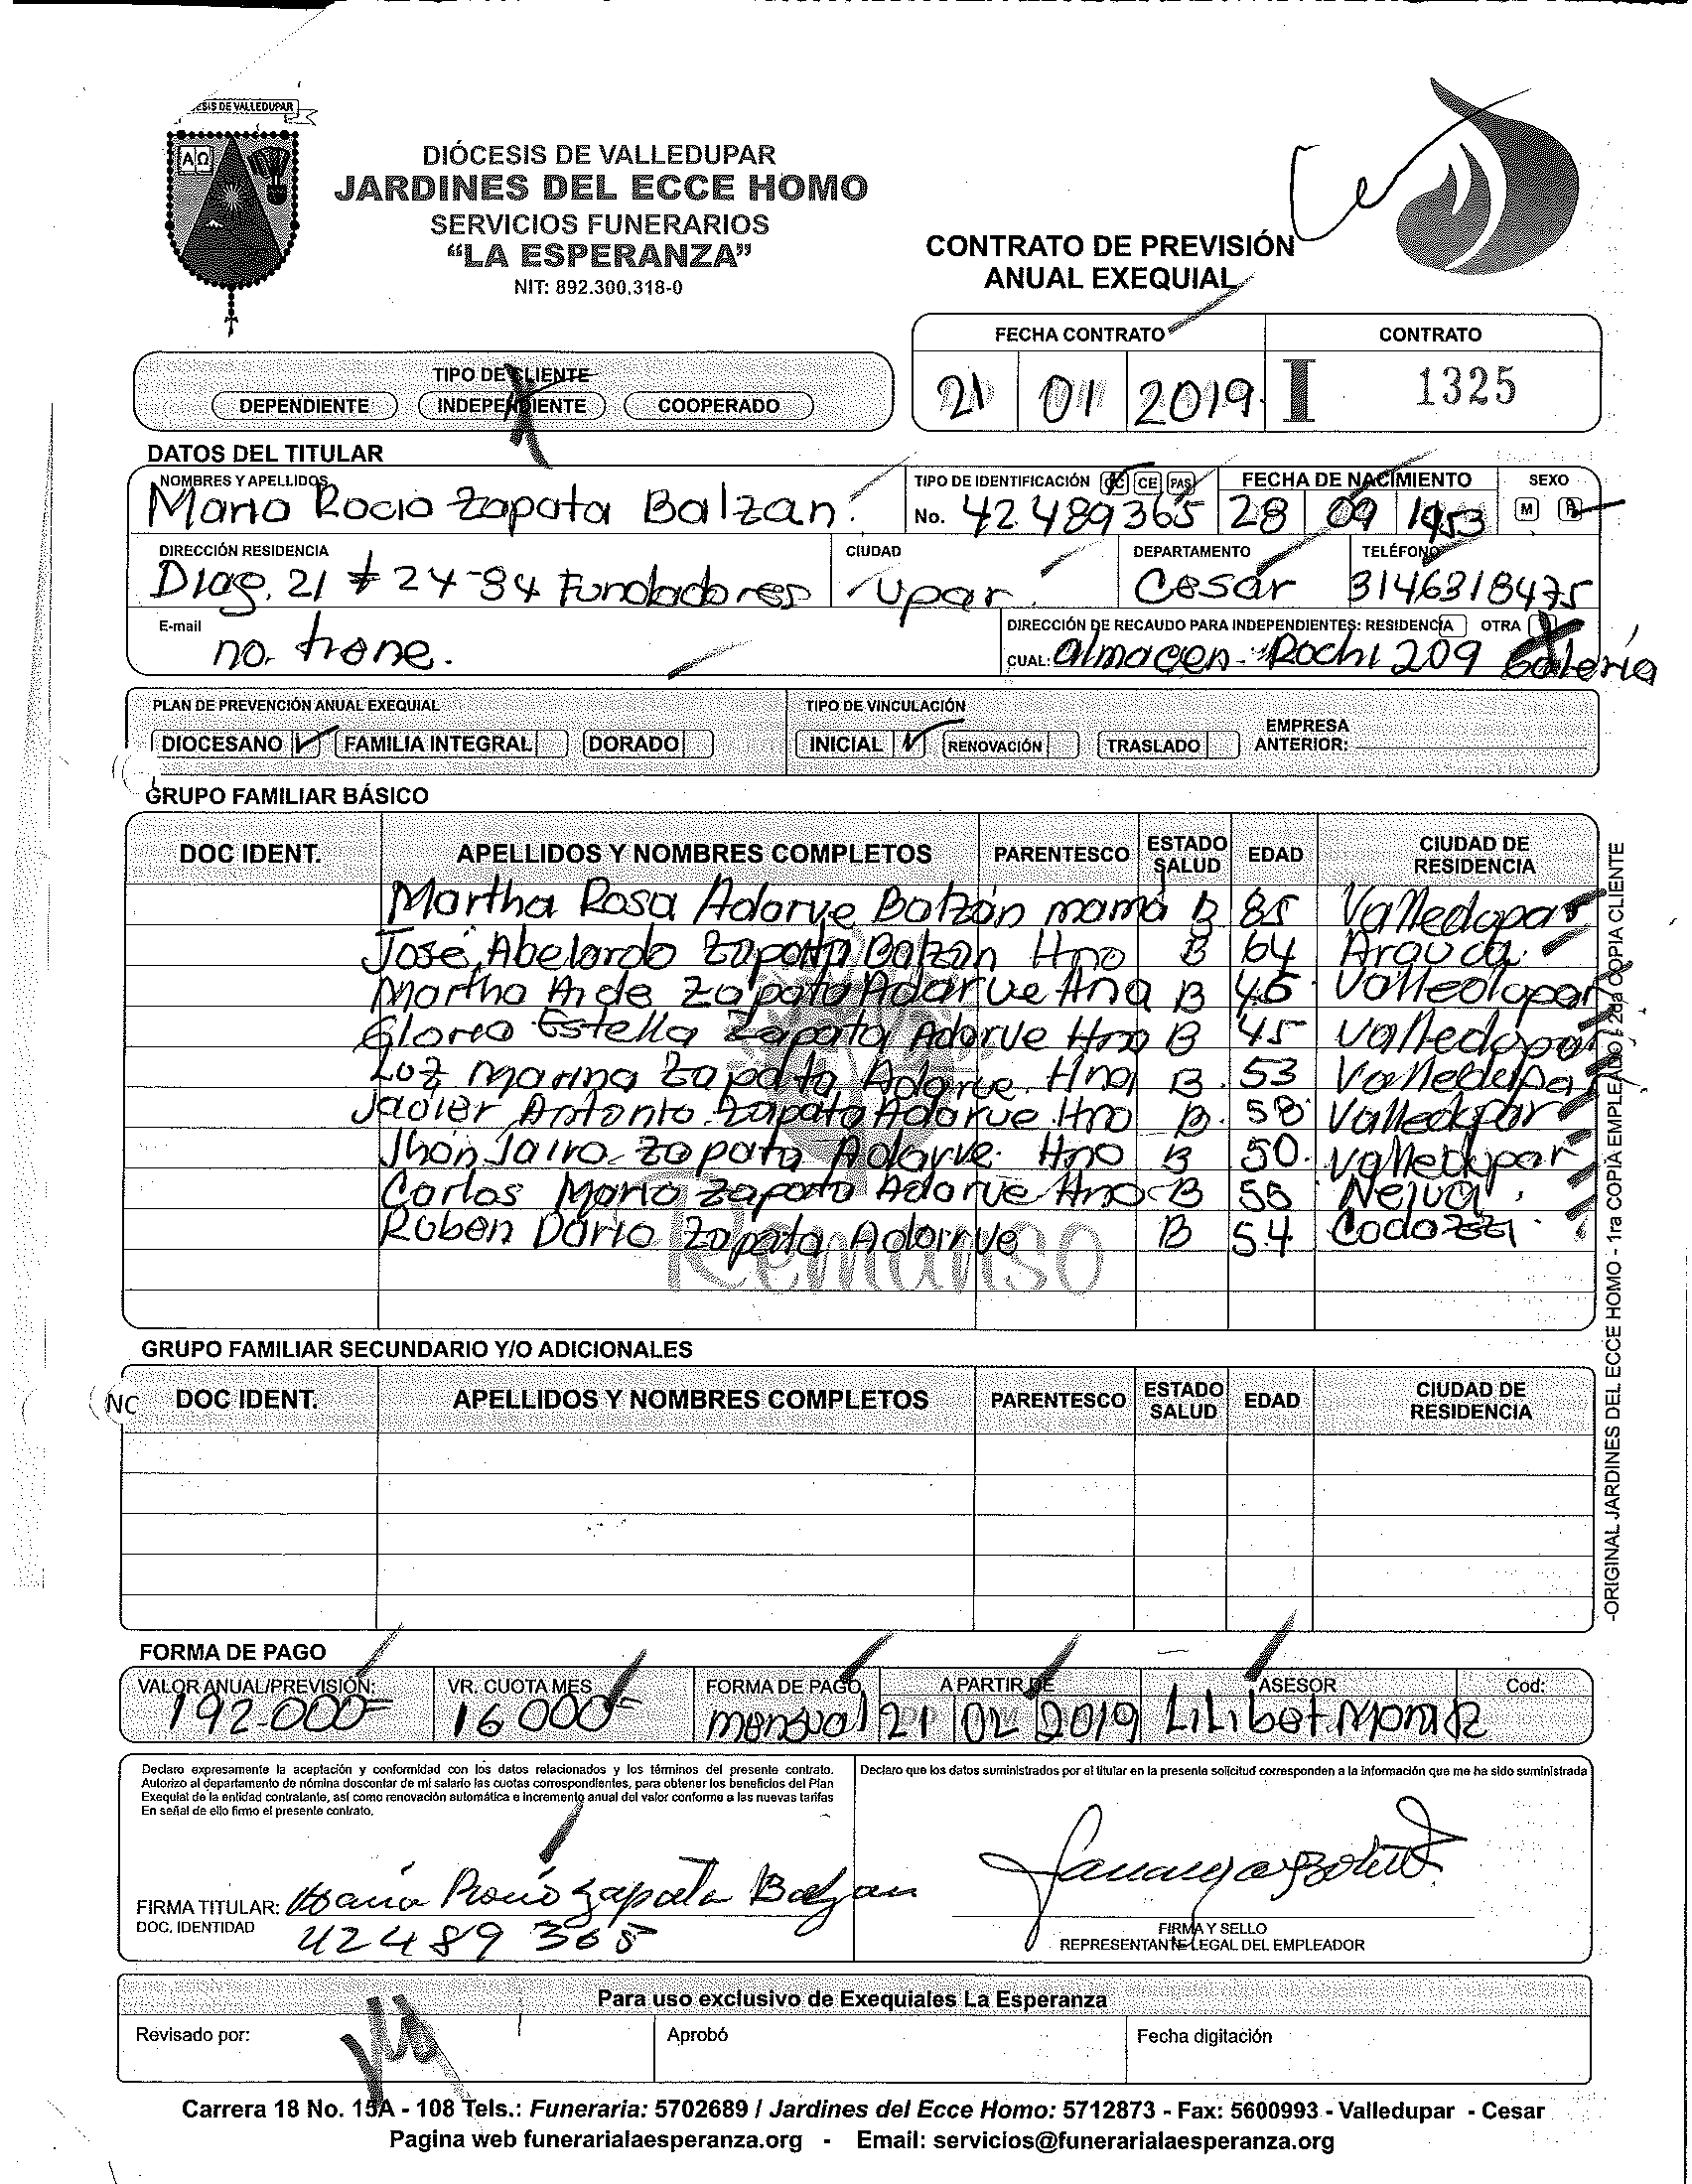 ESIS DE VALLEDUPAR
A Ω
DIÓCESIS DE VALLEDUPAR
JARDINES DEL ECCE HOMO
SERVICIOS FUNERARIOS
“LA ESPERANZA”
NIT: 892.300.318-0
CONTRATO DE PREVISIÓN
ANUAL EXEQUIAL
FECHA CONTRATO CONTRATO
21 01 2019 I 1325
TIPO DE CLIENTE
DEPENDIENTE INDEPENDIENTE COOPERADO
DATOS DEL TITULAR
NOMBRES Y APELLIDOS TIPO DE IDENTIFICACIÓN CC CE PAS FECHA DE NACIMIENTO SEXO
Maria Rocio Zapata Balzan No. 42489365 28 09 1953 M F
DIRECCIÓN RESIDENCIA CIUDAD DEPARTAMENTO TELÉFONO
Diag. 21 # 24-84 Fundadores Vpar Cesar 3146318475
E-mail DIRECCIÓN DE RECAUDO PARA INDEPENDIENTES: RESIDENCIA OTRA
no tiene. CUAL: almacen Rochi 209 Galeria
PLAN DE PREVENCIÓN ANUAL EXEQUIAL TIPO DE VINCULACIÓN
DIOCESANO FAMILIA INTEGRAL DORADO INICIAL RENOVACIÓN TRASLADO EMPRESA ANTERIOR:
GRUPO FAMILIAR BÁSICO
DOC IDENT. APELLIDOS Y NOMBRES COMPLETOS PARENTESCO ESTADO SALUD EDAD CIUDAD DE RESIDENCIA
Martha Rosa Adarve Balzán mamá B 85 Valledupar
José Abelardo Zapata Balzan Hno B 64 Arauca
Martha Aide Zapata Adarve Hna B 46 Valledupar
Gloria Estella Zapata Adarve Hna B 45 Valledupar
Luz Marina Zapata Adarve Hna B. 53 Valledupar
Javier Antonio Zapata Adarve Hno B. 58 Valledupar
Jhon Jairo Zapata Adarve Hno B 50. Valledupar
Carlos Mario Zapata Adarve Hno B 55 Neiva
Ruben Dario Zapata Adarve B 54 Codazzi
Remanso
GRUPO FAMILIAR SECUNDARIO Y/O ADICIONALES
NC DOC IDENT. APELLIDOS Y NOMBRES COMPLETOS PARENTESCO ESTADO SALUD EDAD CIUDAD DE RESIDENCIA
FORMA DE PAGO
VALOR ANUAL/PREVISIÓN: VR. CUOTA MES FORMA DE PAGO A PARTIR DE ASESOR Cod:
192.000= 16000= mensual 21 02 2019 Lilibet
Declaro expresamente la aceptación y conformidad con los datos relacionados y los términos del presente contrato.
Autorizo al departamento de nómina descontar de mi salario las cuotas correspondientes, para obtener los beneficios del Plan
Exequial de la entidad contratante, así como renovación automática e incremento anual del valor conforme a las nuevas tarifas
En señal de ello firmo el presente contrato.
Declaro que los datos suministrados por el titular en la presente solicitud corresponden a la información que me ha sido suministrada
FIRMA TITULAR: Maria Rocio Zapata Balzan
DOC. IDENTIDAD 42489365
FIRMA Y SELLO
REPRESENTANTE LEGAL DEL EMPLEADOR
Para uso exclusivo de Exequiales La Esperanza
Revisado por: Aprobó Fecha digitación
Carrera 18 No. 15A - 108 Tels.: Funeraria: 5702689 / Jardines del Ecce Homo: 5712873 - Fax: 5600993 - Valledupar - Cesar
Pagina web funerarialaesperanza.org - Email: servicios@funerarialaesperanza.org
-ORIGINAL JARDINES DEL ECCE HOMO - 1ra COPIA EMPLEADO / 2da COPIA CLIENTE